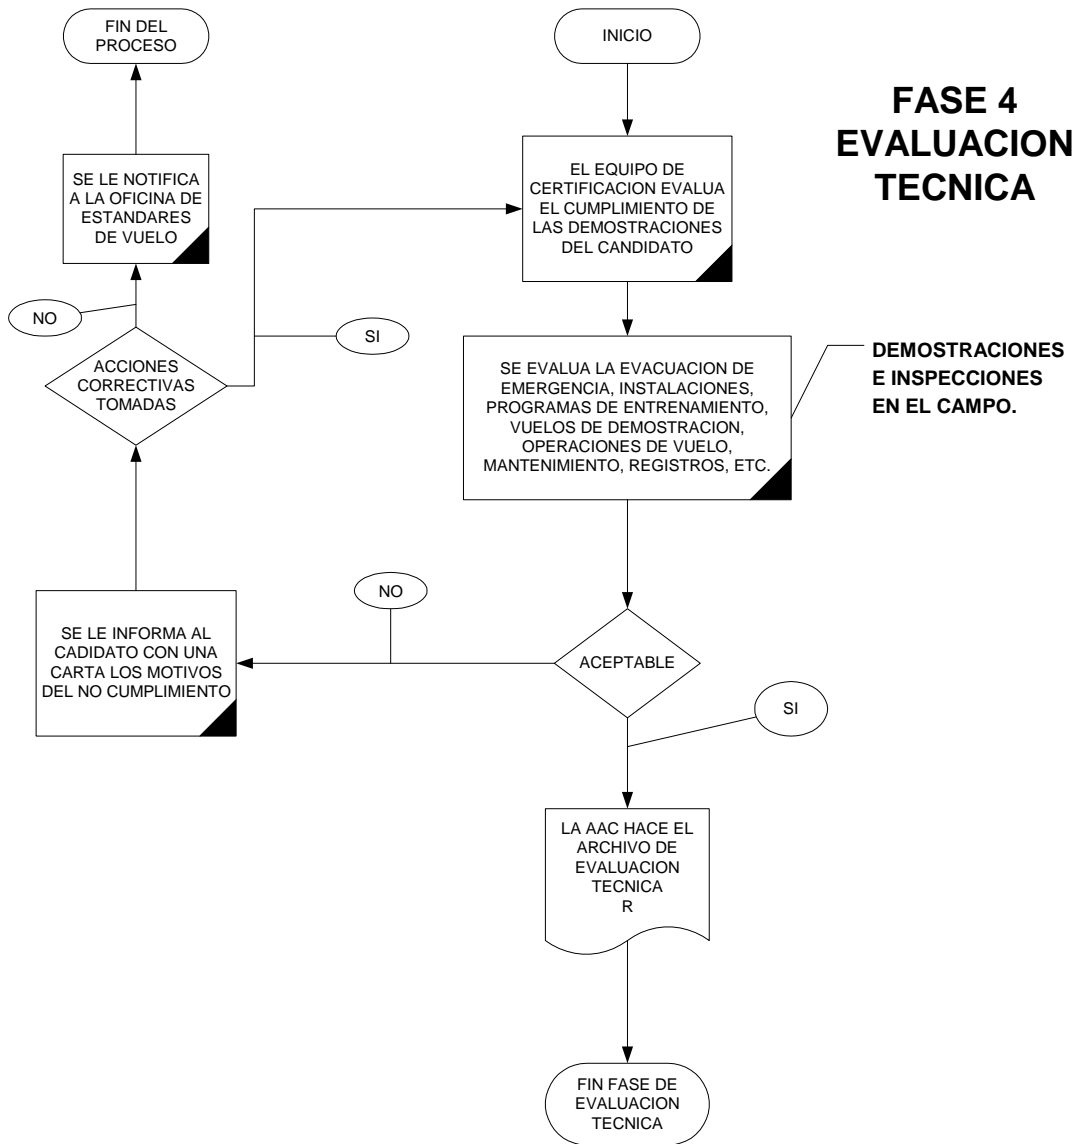 FIN DEL
PROCESO
INICIO
FASE 4
EVALUACION
TECNICA
SE LE NOTIFICA
A LA OFICINA DE
ESTANDARES
DE VUELO
EL EQUIPO DE
CERTIFICACION EVALUA
EL CUMPLIMIENTO DE
LAS DEMOSTRACIONES
DEL CANDIDATO
NO
SI
ACCIONES
CORRECTIVAS
TOMADAS
SE EVALUA LA EVACUACION DE
EMERGENCIA, INSTALACIONES,
PROGRAMAS DE ENTRENAMIENTO,
VUELOS DE DEMOSTRACION,
OPERACIONES DE VUELO,
MANTENIMIENTO, REGISTROS, ETC.
DEMOSTRACIONES
E INSPECCIONES
EN EL CAMPO.
NO
SE LE INFORMA AL
CADIDATO CON UNA
CARTA LOS MOTIVOS
DEL NO CUMPLIMIENTO
ACEPTABLE
SI
LA AAC HACE EL
ARCHIVO DE
EVALUACION
TECNICA
R
FIN FASE DE
EVALUACION
TECNICA